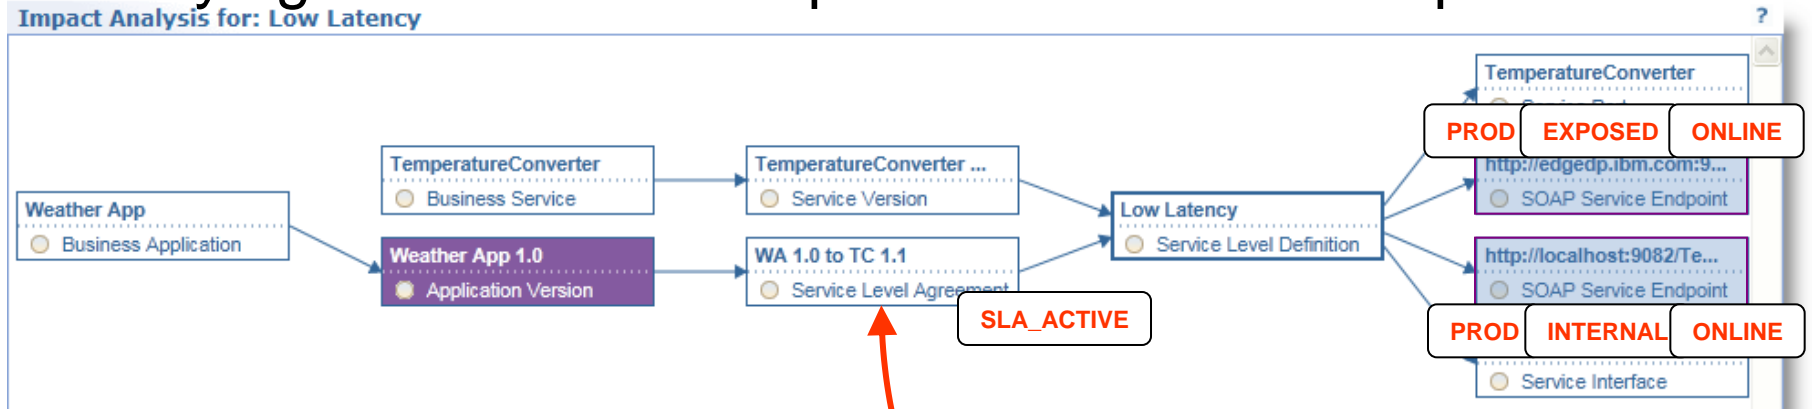 Impact Analysis for: Low Latency
?
TemperatureConverter
PROD EXPOSED ONLINE
http://edgedp.ibm.com:9...
SOAP Service Endpoint
TemperatureConverter
Business Service
TemperatureConverter ...
Service Version
Weather App
Business Application
Low Latency
Service Level Definition
Weather App 1.0
Application Version
WA 1.0 to TC 1.1
Service Level Agreement
SLA_ACTIVE
http://localhost:9082/Te...
SOAP Service Endpoint
PROD INTERNAL ONLINE
Service Interface